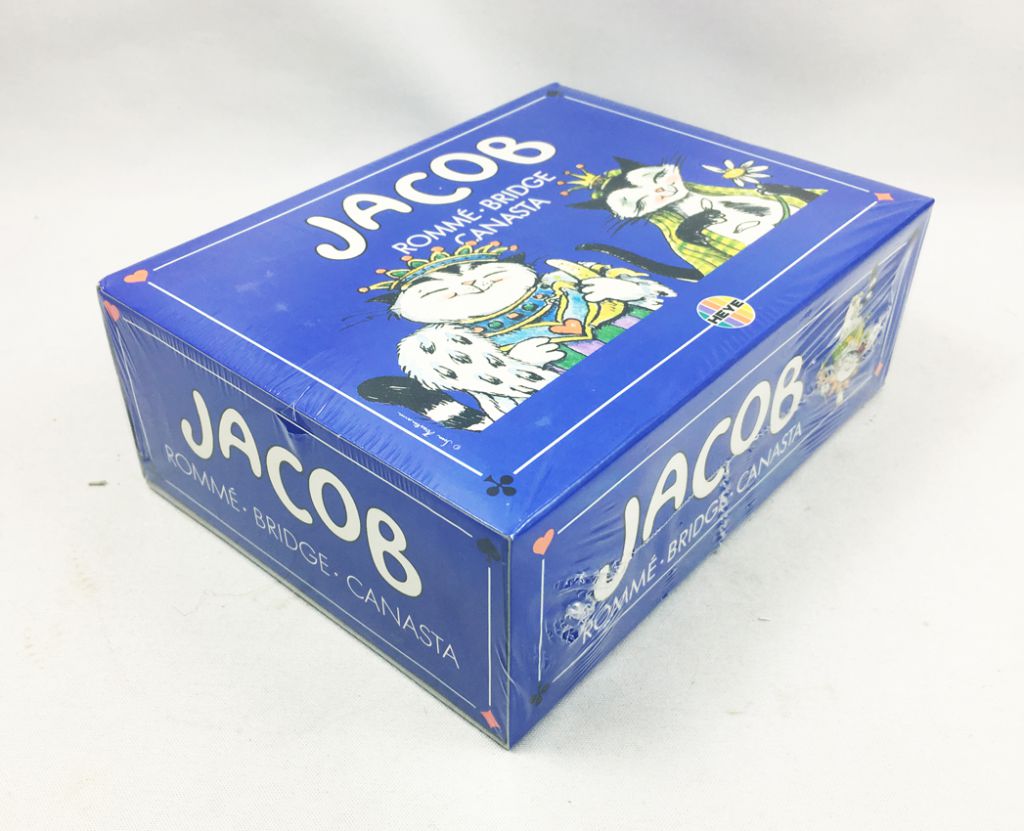 JACOB
ROMMÉ · BRIDGE
CANASTA
HEYE
JACOB
ROMMÉ · BRIDGE · CANASTA
JACOB
ROMMÉ · BRIDGE · CANASTA